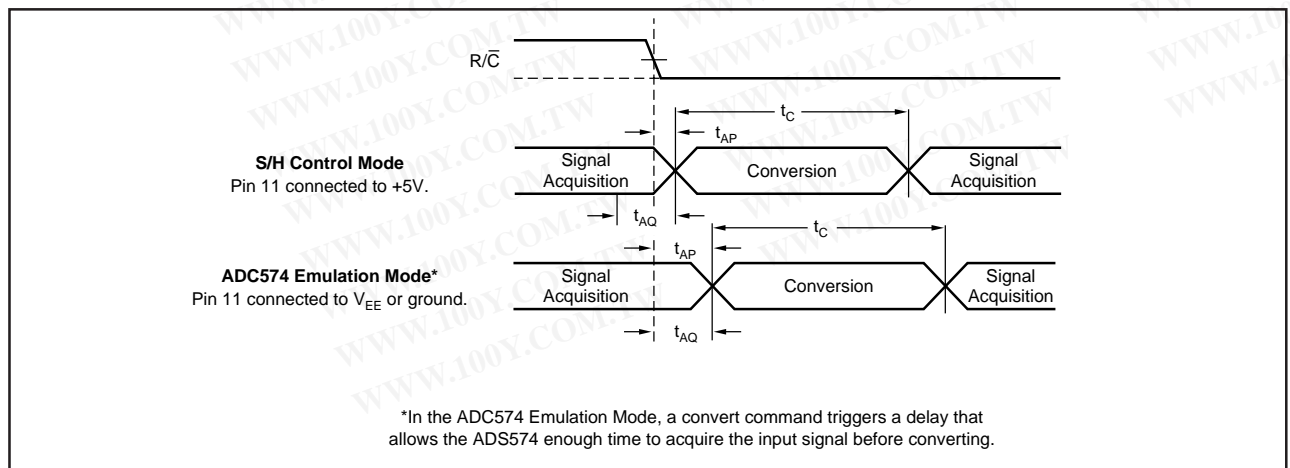 R/C̅
t_C
t_AP
S/H Control Mode
Pin 11 connected to +5V.
Signal
Acquisition
Conversion
Signal
Acquisition
t_AQ
t_C
t_AP
ADC574 Emulation Mode*
Pin 11 connected to V_EE or ground.
Signal
Acquisition
Conversion
Signal
Acquisition
t_AQ
*In the ADC574 Emulation Mode, a convert command triggers a delay that
allows the ADS574 enough time to acquire the input signal before converting.
WWW.100Y.COM.TW